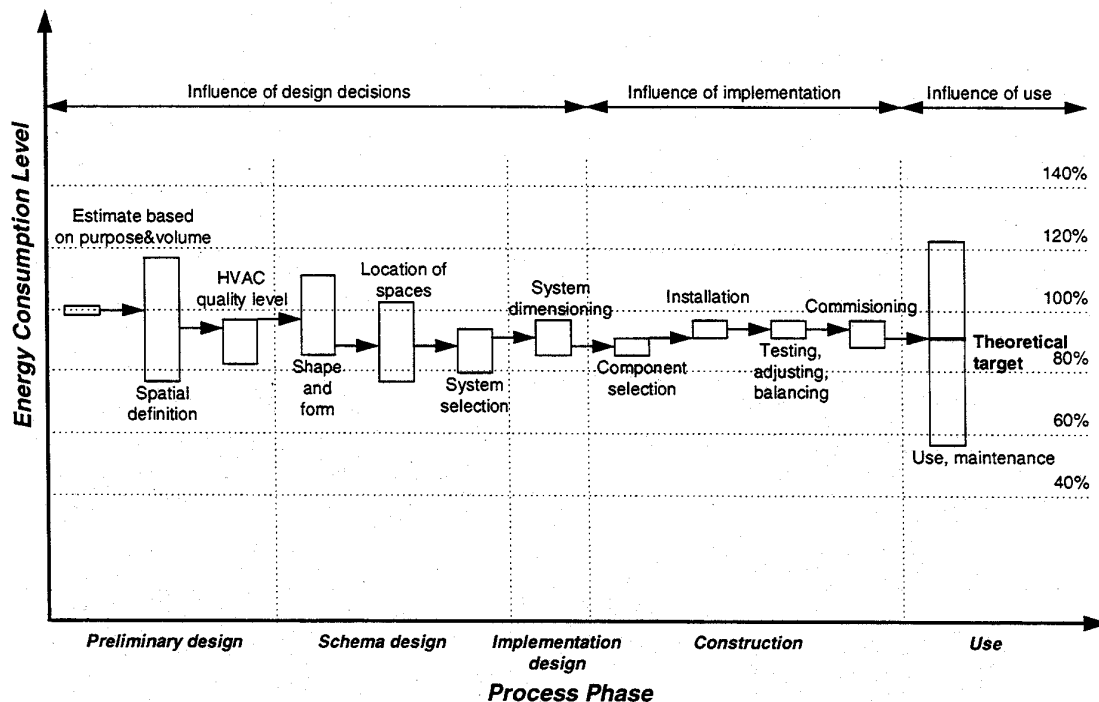 Influence of design decisions
Influence of implementation
Influence of use
Energy Consumption Level
140%
120%
100%
80%
60%
40%
Estimate based
on purpose&volume
Spatial
definition
HVAC
quality level
Shape
and
form
Location of
spaces
System
selection
System
dimensioning
Component
selection
Installation
Testing,
adjusting,
balancing
Commisioning
Theoretical
target
Use, maintenance
Preliminary design
Schema design
Implementation
design
Construction
Use
Process Phase